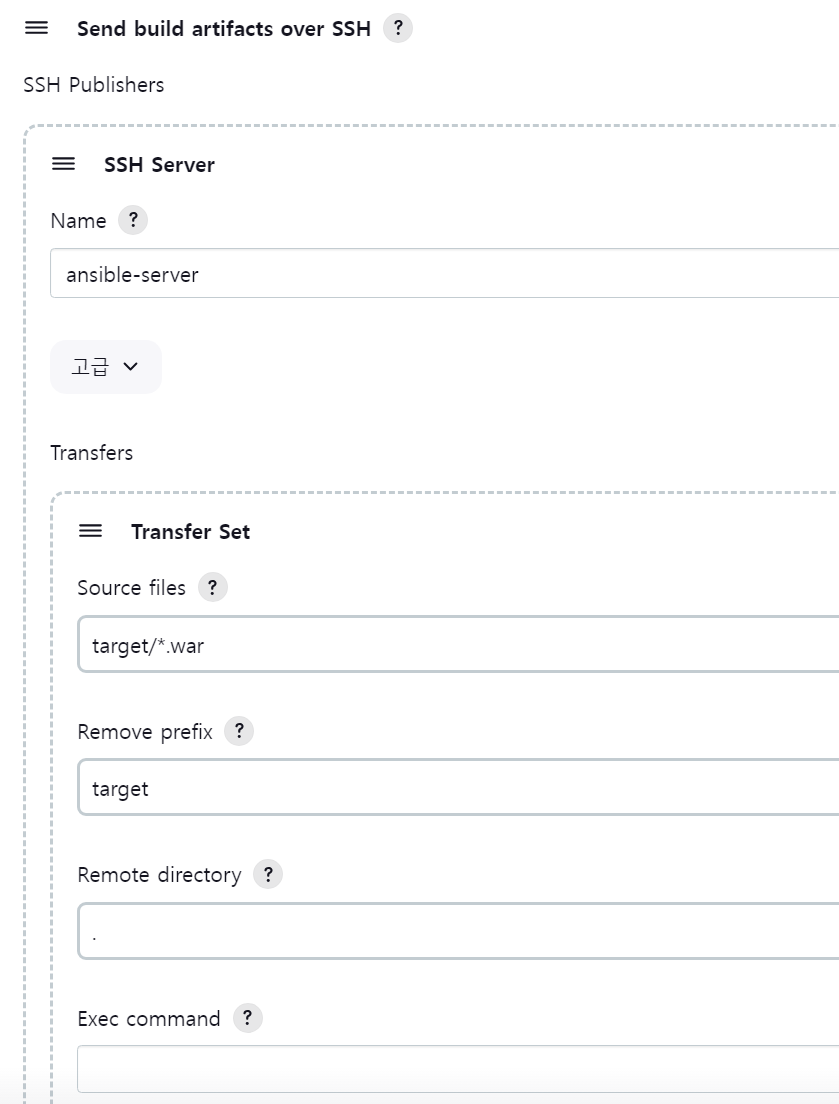 Send build artifacts over SSH ?
SSH Publishers
SSH Server
Name ?
ansible-server
고급
Transfers
Transfer Set
Source files ?
target/*.war
Remove prefix ?
target
Remote directory ?
.
Exec command ?